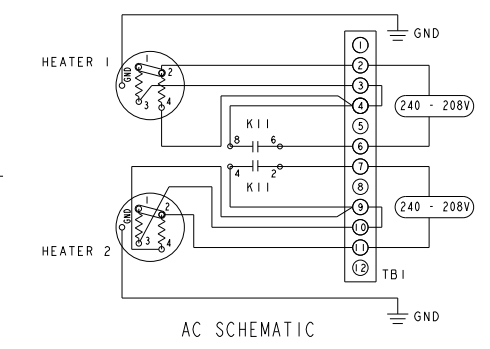 GND
HEATER 1
GND
1
2
3
4
1
2
3
4
5
6
7
8
9
10
11
12
240 - 208V
K11
8
6
4
2
K11
240 - 208V
HEATER 2
GND
1
2
3
4
TB1
GND
AC SCHEMATIC